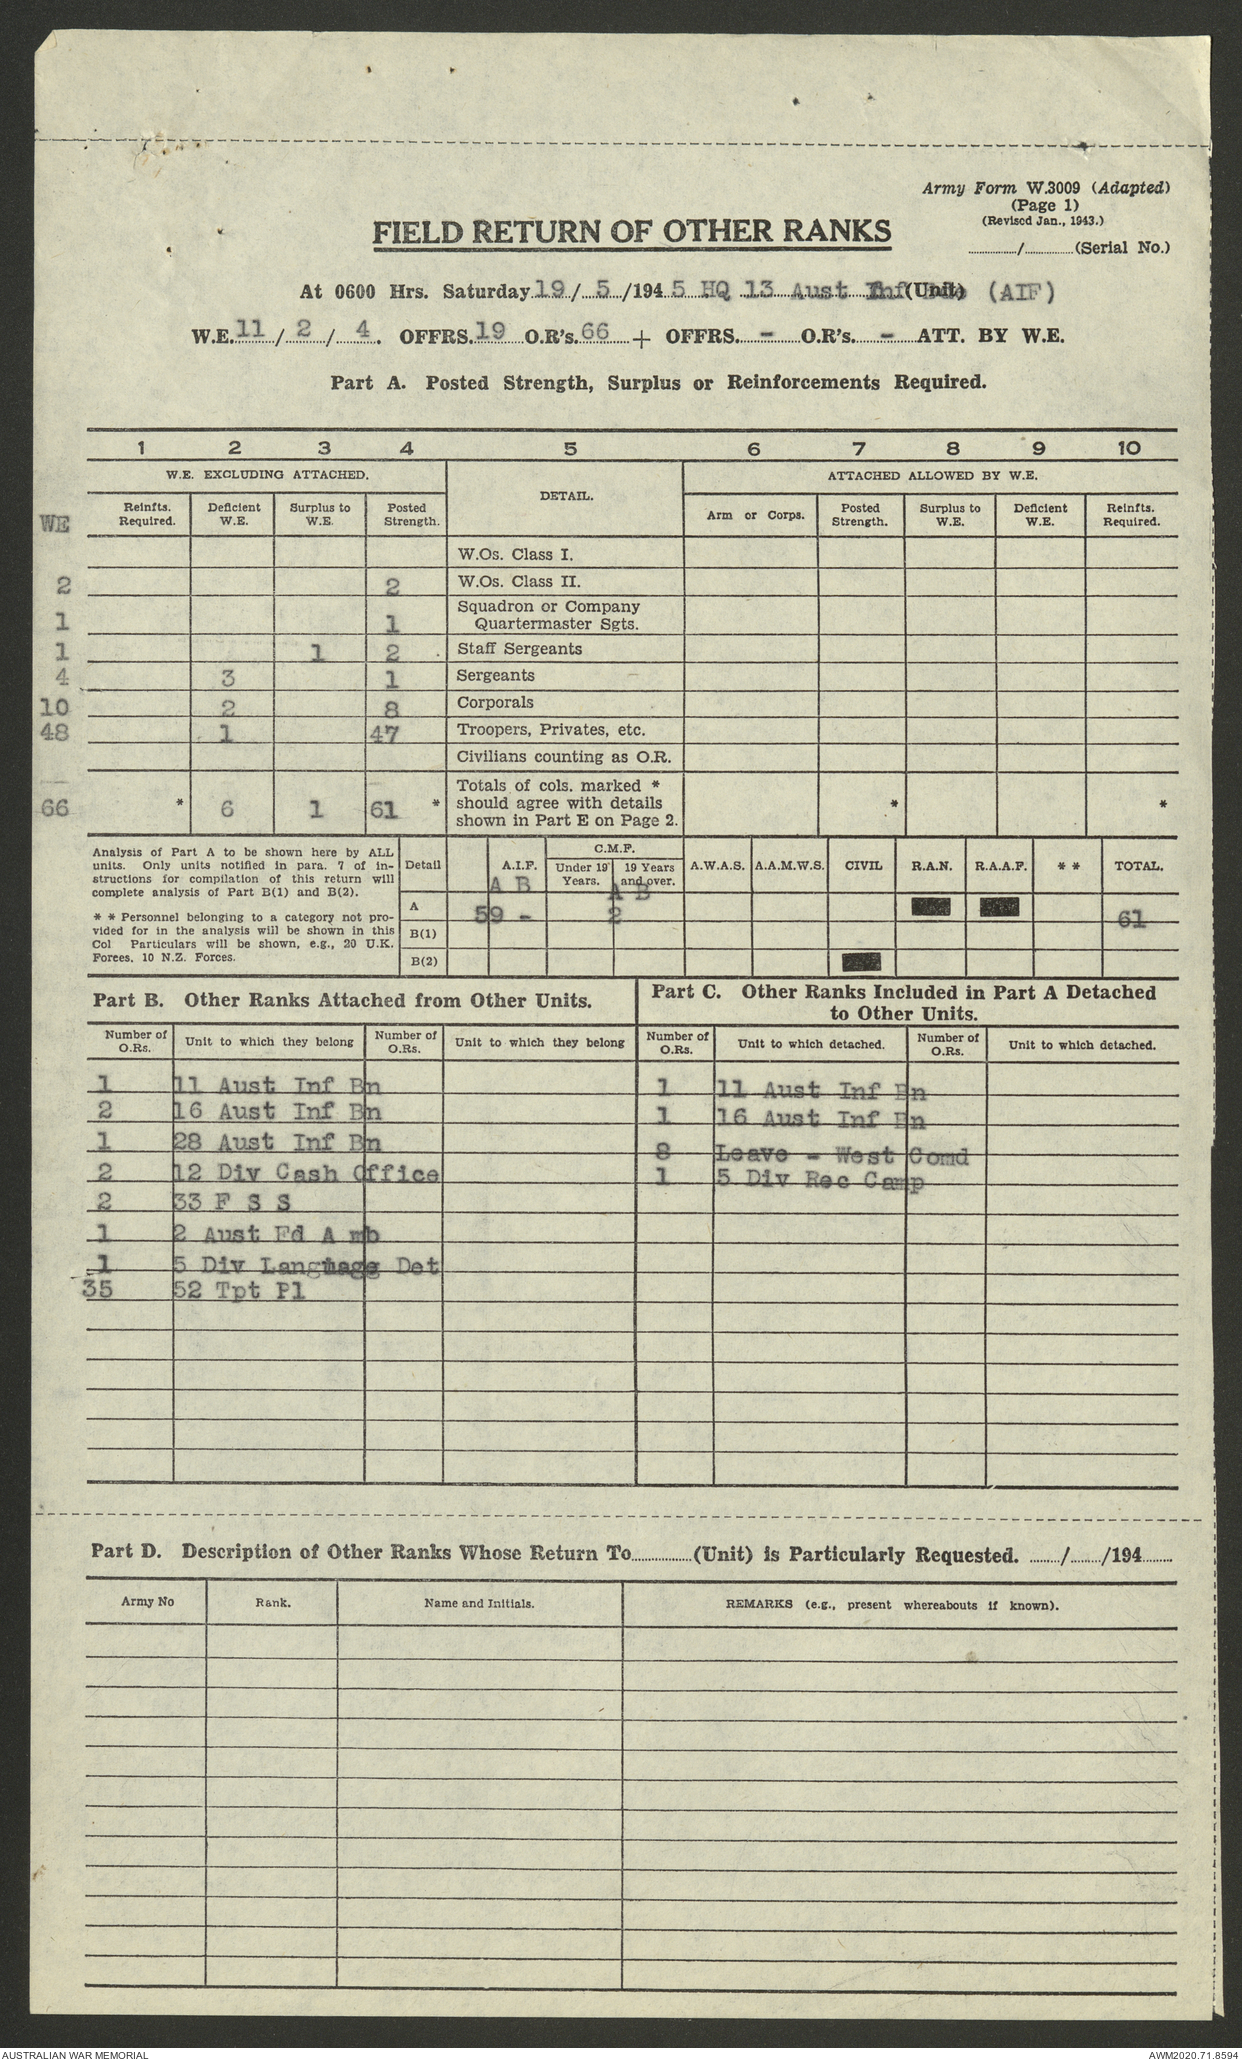 Army Form W.3009 (Adapted)
(Page 1)
(Revised Jan., 1943.)
FIELD RETURN OF OTHER RANKS
............/............(Serial No.)
At 0600 Hrs. Saturday 19 / 5 /194 5 HQ 13 Aust Inf (Unit) (AIF)
W.E. 11 / 2 / 4 . OFFRS. 19 O.R's. 66 + OFFRS. - O.R's. - ATT. BY W.E.
Part A. Posted Strength, Surplus or Reinforcements Required.
1 2 3 4 5 6 7 8 9 10
W.E. EXCLUDING ATTACHED. DETAIL. ATTACHED ALLOWED BY W.E.
WE Reinfts. Required. Deficient W.E. Surplus to W.E. Posted Strength. Arm or Corps. Posted Strength. Surplus to W.E. Deficient W.E. Reinfts. Required.
W.Os. Class I.
2 2 W.Os. Class II.
1 1 Squadron or Company
Quartermaster Sgts.
1 1 2 Staff Sergeants
4 3 1 Sergeants
10 2 8 Corporals
48 1 47 Troopers, Privates, etc.
Civilians counting as O.R.
66 * 6 1 61 * Totals of cols. marked * * *
should agree with details
shown in Part E on Page 2.
Analysis of Part A to be shown here by ALL
units. Only units notified in para. 7 of in-
structions for compilation of this return will
complete analysis of Part B(1) and B(2).
* * Personnel belonging to a category not pro-
vided for in the analysis will be shown in this
Col Particulars will be shown, e.g., 20 U.K.
Forces, 10 N.Z. Forces.
Detail A.I.F. C.M.F. A.W.A.S. A.A.M.W.S. CIVIL R.A.N. R.A.A.F. * * TOTAL.
Under 19 Years. 19 Years and over.
A B A B
A 59 - 2 61
B(1)
B(2)
Part B. Other Ranks Attached from Other Units.
Number of O.Rs. Unit to which they belong Number of O.Rs. Unit to which they belong
1 11 Aust Inf Bn
2 16 Aust Inf Bn
1 28 Aust Inf Bn
2 12 Div Cash Office
2 33 F S S
1 2 Aust Fd A mb
1 5 Div Language Det
35 52 Tpt Pl
Part C. Other Ranks Included in Part A Detached
to Other Units.
Number of O.Rs. Unit to which detached. Number of O.Rs. Unit to which detached.
1 11 Aust Inf Bn
1 16 Aust Inf Bn
8 Leave - West Comd
1 5 Div Rec Camp
Part D. Description of Other Ranks Whose Return To............(Unit) is Particularly Requested. ......./......./194.......
Army No Rank. Name and Initials. REMARKS (e.g., present whereabouts if known).
AUSTRALIAN WAR MEMORIAL AWM2020.71.8594